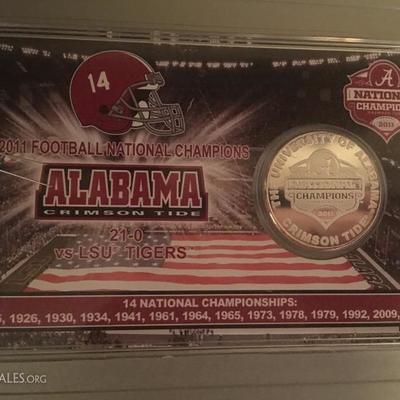 14
2011 FOOTBALL NATIONAL CHAMPIONS
ALABAMA
CRIMSON TIDE
21-0
vs LSU TIGERS
A
NATIONAL
CHAMPIONS
2011
THE UNIVERSITY OF ALABAMA
NATIONAL
CHAMPIONS
2011
CRIMSON TIDE
14 NATIONAL CHAMPIONSHIPS:
1926, 1930, 1934, 1941, 1961, 1964, 1965, 1973, 1978, 1979, 1992, 2009,
ALES.ORG